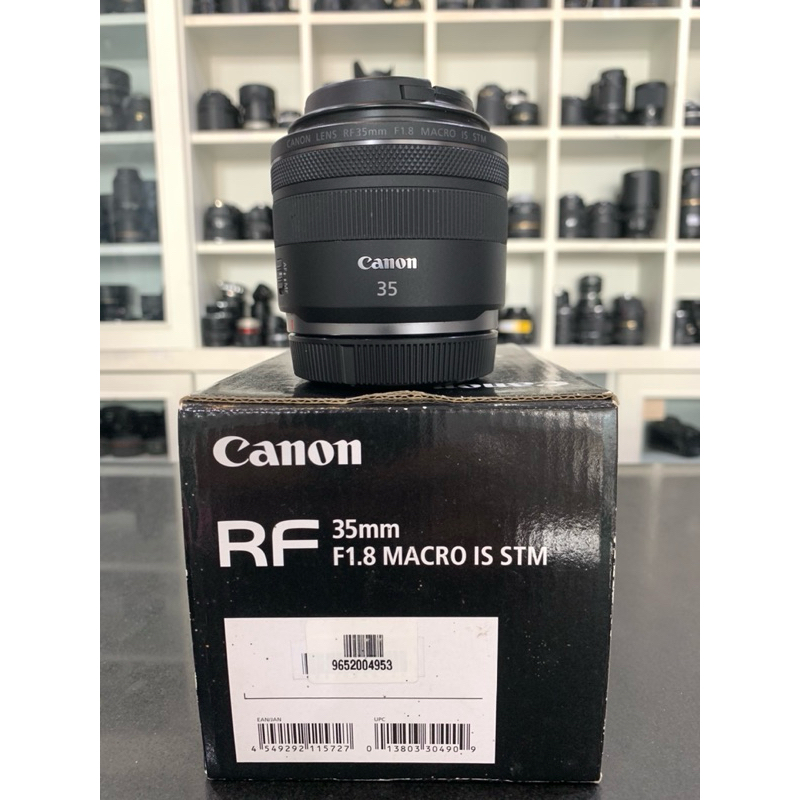 CANON LENS RF35mm F1.8 MACRO IS STM
Canon
35
Canon
Canon
RF 35mm
F1.8 MACRO IS STM
9652004953
EAN/JAN
UPC
4 549292 115727
0 13803 30490 9